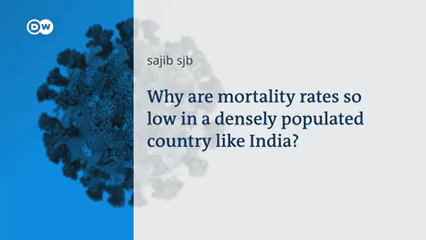 DW
sajib sjb
Why are mortality rates so
low in a densely populated
country like India?